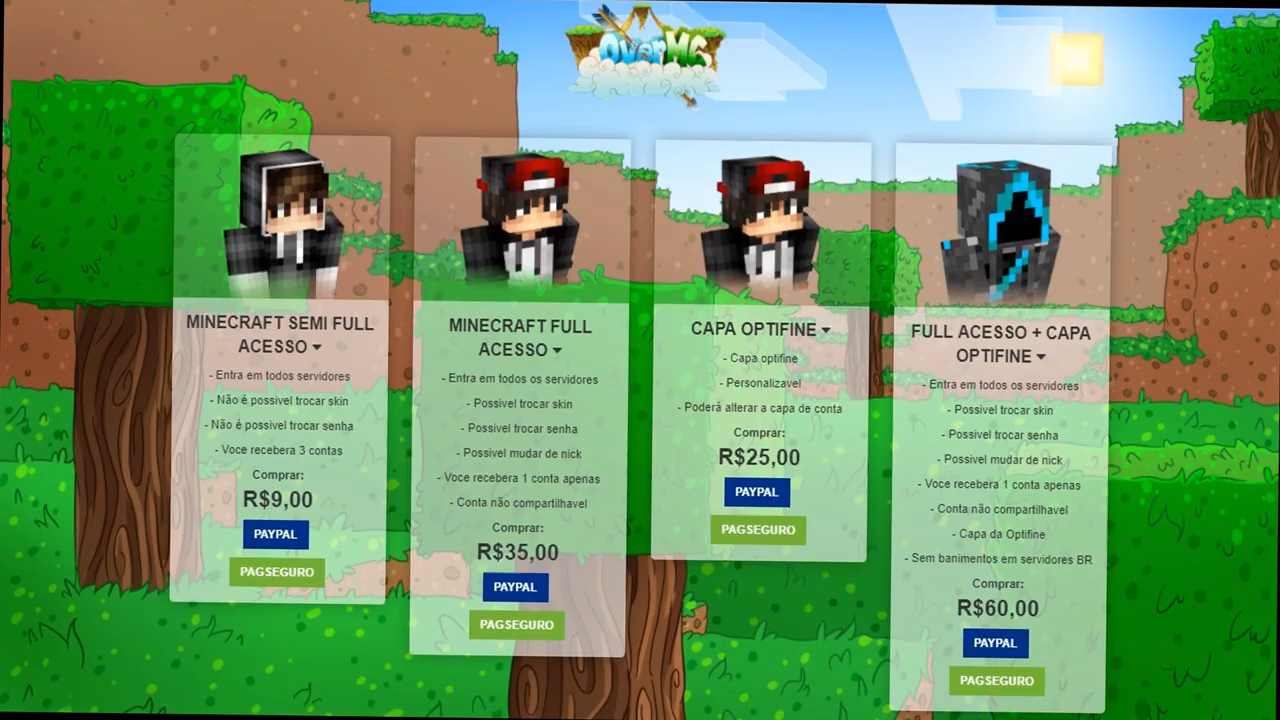 OverMC
MINECRAFT SEMI FULL
ACESSO
- Entra em todos servidores
- Não é possivel trocar skin
- Não é possivel trocar senha
- Voce recebera 3 contas
Comprar:
R$9,00
PAYPAL
PAGSEGURO
MINECRAFT FULL
ACESSO
- Entra em todos os servidores
- Possivel trocar skin
- Possivel trocar senha
- Possivel mudar de nick
- Voce recebera 1 conta apenas
- Conta não compartilhavel
Comprar:
R$35,00
PAYPAL
PAGSEGURO
CAPA OPTIFINE
- Capa optifine
- Personalizavel
- Poderá alterar a capa de conta
Comprar:
R$25,00
PAYPAL
PAGSEGURO
FULL ACESSO + CAPA
OPTIFINE
- Entra em todos os servidores
- Possivel trocar skin
- Possivel trocar senha
- Possivel mudar de nick
- Voce recebera 1 conta apenas
- Conta não compartilhavel
- Capa da Optifine
- Sem banimentos em servidores BR
Comprar:
R$60,00
PAYPAL
PAGSEGURO